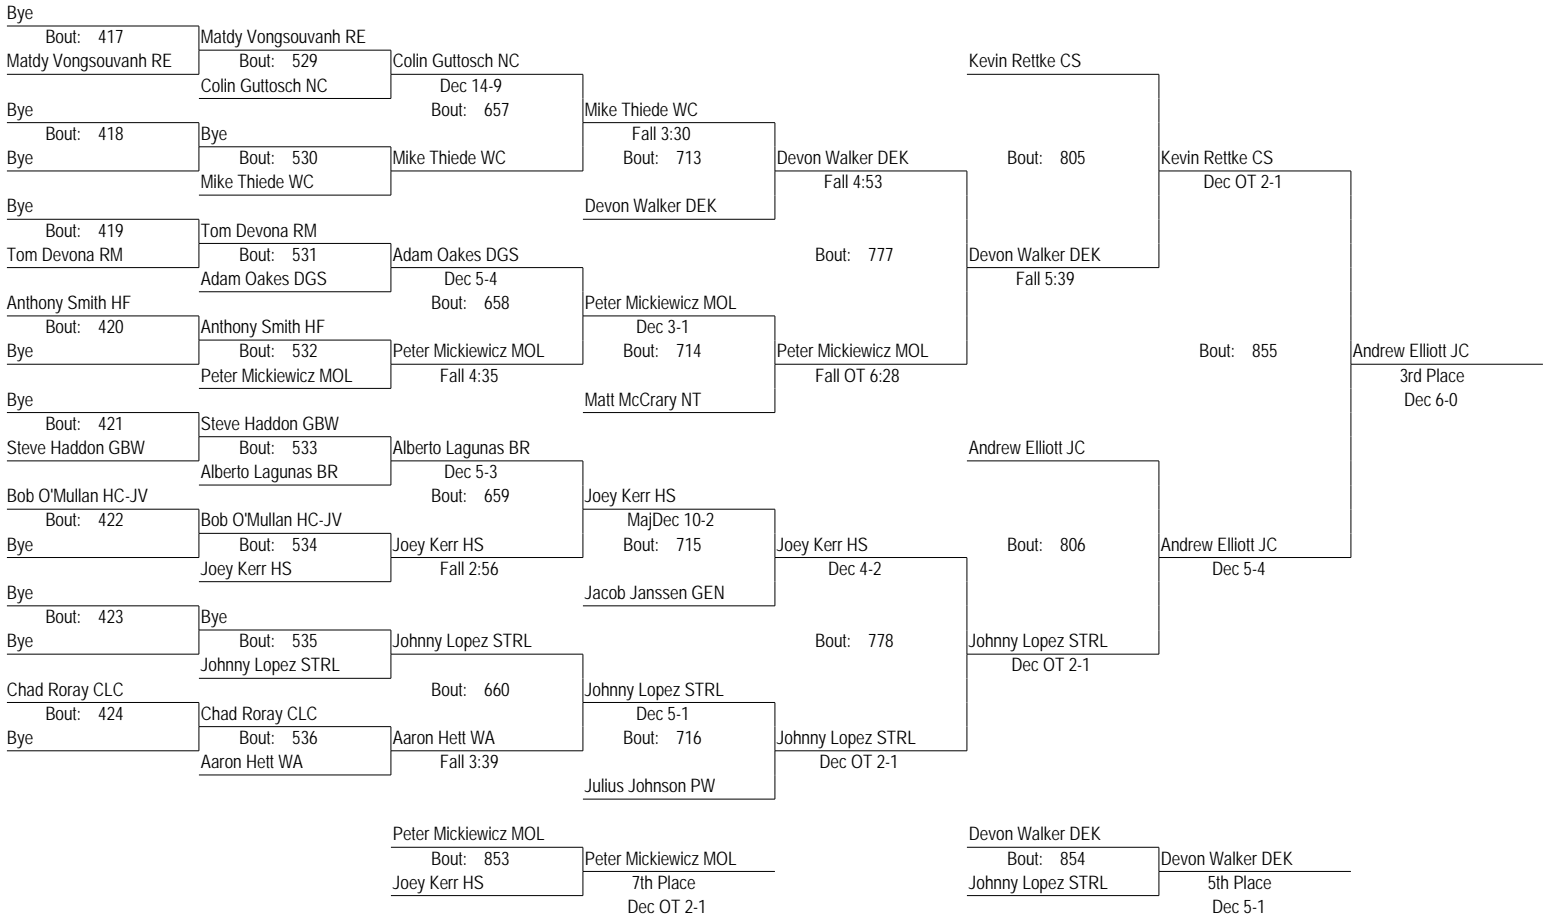 Bye
Bout: 417
Matdy Vongsouvanh RE
Bye
Bout: 418
Bye
Bye
Bout: 419
Tom Devona RM
Anthony Smith HF
Bout: 420
Bye
Bye
Bout: 421
Steve Haddon GBW
Bob O'Mullan HC-JV
Bout: 422
Bye
Bye
Bout: 423
Bye
Chad Roray CLC
Bout: 424
Bye
Matdy Vongsouvanh RE
Bout: 529
Colin Guttosch NC
Bye
Bout: 530
Mike Thiede WC
Tom Devona RM
Bout: 531
Adam Oakes DGS
Anthony Smith HF
Bout: 532
Peter Mickiewicz MOL
Steve Haddon GBW
Bout: 533
Alberto Lagunas BR
Bob O'Mullan HC-JV
Bout: 534
Joey Kerr HS
Bye
Bout: 535
Johnny Lopez STRL
Chad Roray CLC
Bout: 536
Aaron Hett WA
Colin Guttosch NC
Dec 14-9
Bout: 657
Mike Thiede WC
Adam Oakes DGS
Dec 5-4
Bout: 658
Peter Mickiewicz MOL
Fall 4:35
Alberto Lagunas BR
Dec 5-3
Bout: 659
Joey Kerr HS
Fall 2:56
Johnny Lopez STRL
Bout: 660
Aaron Hett WA
Fall 3:39
Mike Thiede WC
Fall 3:30
Bout: 713
Devon Walker DEK
Peter Mickiewicz MOL
Dec 3-1
Bout: 714
Matt McCrary NT
Joey Kerr HS
MajDec 10-2
Bout: 715
Jacob Janssen GEN
Johnny Lopez STRL
Dec 5-1
Bout: 716
Julius Johnson PW
Devon Walker DEK
Fall 4:53
Bout: 777
Peter Mickiewicz MOL
Fall OT 6:28
Joey Kerr HS
Dec 4-2
Bout: 778
Johnny Lopez STRL
Dec OT 2-1
Kevin Rettke CS
Bout: 805
Devon Walker DEK
Fall 5:39
Andrew Elliott JC
Bout: 806
Johnny Lopez STRL
Dec OT 2-1
Kevin Rettke CS
Dec OT 2-1
Bout: 855
Andrew Elliott JC
Dec 5-4
Andrew Elliott JC
3rd Place
Dec 6-0
Peter Mickiewicz MOL
Bout: 853
Joey Kerr HS
Peter Mickiewicz MOL
7th Place
Dec OT 2-1
Devon Walker DEK
Bout: 854
Johnny Lopez STRL
Devon Walker DEK
5th Place
Dec 5-1